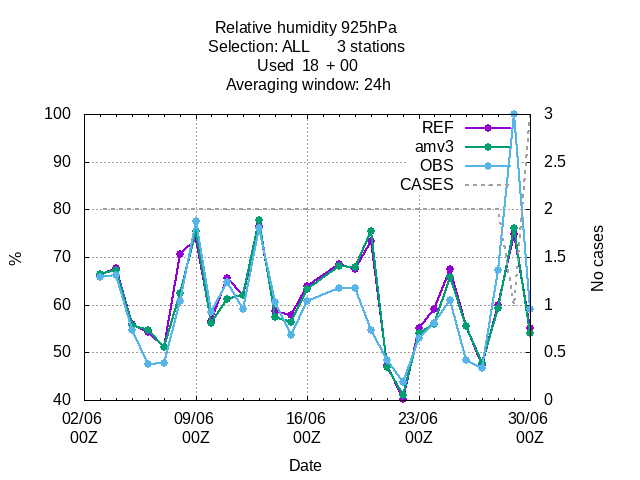 Relative humidity 925hPa
Selection: ALL 3 stations
Used 18 + 00
Averaging window: 24h
100 3
REF
amv3
90 2.5
OBS
CASES
80 2
70 1.5
% No cases
60 1
50 0.5
40 0
02/06 09/06 16/06 23/06 30/06
00Z 00Z 00Z 00Z 00Z
Date